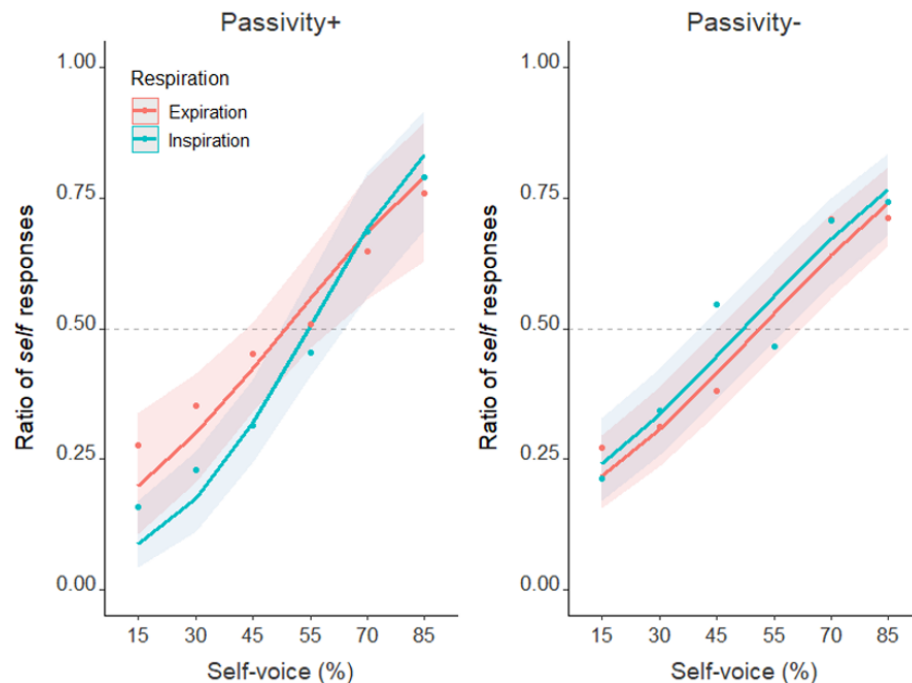 Passivity+
Passivity-
Respiration
Expiration
Inspiration
Ratio of self responses
1.00
0.75
0.50
0.25
0.00
15 30 45 55 70 85
Self-voice (%)
Ratio of self responses
1.00
0.75
0.50
0.25
0.00
15 30 45 55 70 85
Self-voice (%)